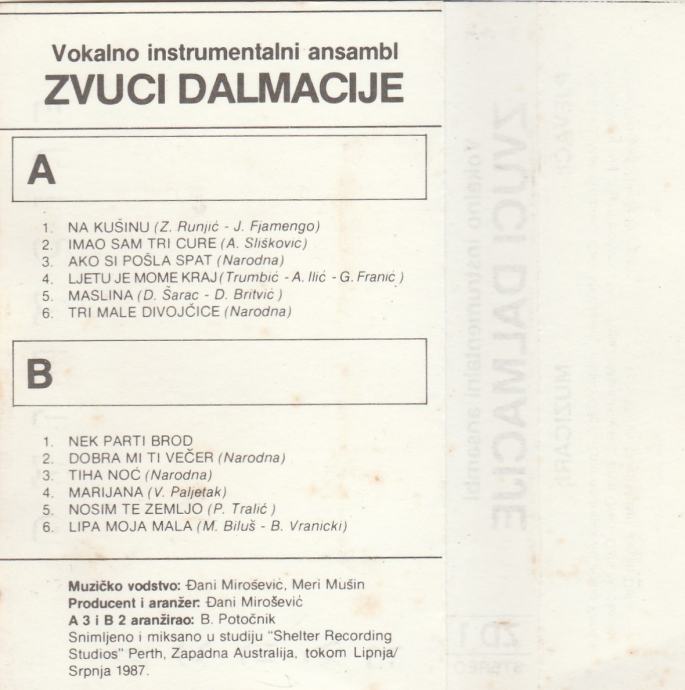 Vokalno instrumentalni ansambl
ZVUCI DALMACIJE
A
1. NA KUŠINU (Z. Runjić - J. Fjamengo)
2. IMAO SAM TRI CURE (A. Slišković)
3. AKO SI POŠLA SPAT (Narodna)
4. LJETU JE MOME KRAJ (Trumbić - A. Ilić - G. Franić)
5. MASLINA (D. Šarac - D. Britvić)
6. TRI MALE DIVOJČICE (Narodna)
B
1. NEK PARTI BROD
2. DOBRA MI TI VEČER (Narodna)
3. TIHA NOĆ (Narodna)
4. MARIJANA (V. Paljetak)
5. NOSIM TE ZEMLJO (P. Tralić)
6. LIPA MOJA MALA (M. Biluš - B. Vranicki)
Muzičko vodstvo: Đani Mirošević, Meri Mušin
Producent i aranžer: Đani Mirošević
A 3 i B 2 aranžirao: B. Potočnik
Snimljeno i miksano u studiju "Shelter Recording
Studios" Perth, Zapadna Australija, tokom Lipnja/
Srpnja 1987.
PJEVAČI:
ZVUCI DALMACIJE
Vokalno instrumentalni ansambl
MUZIČARI
ZD 1
STEREO